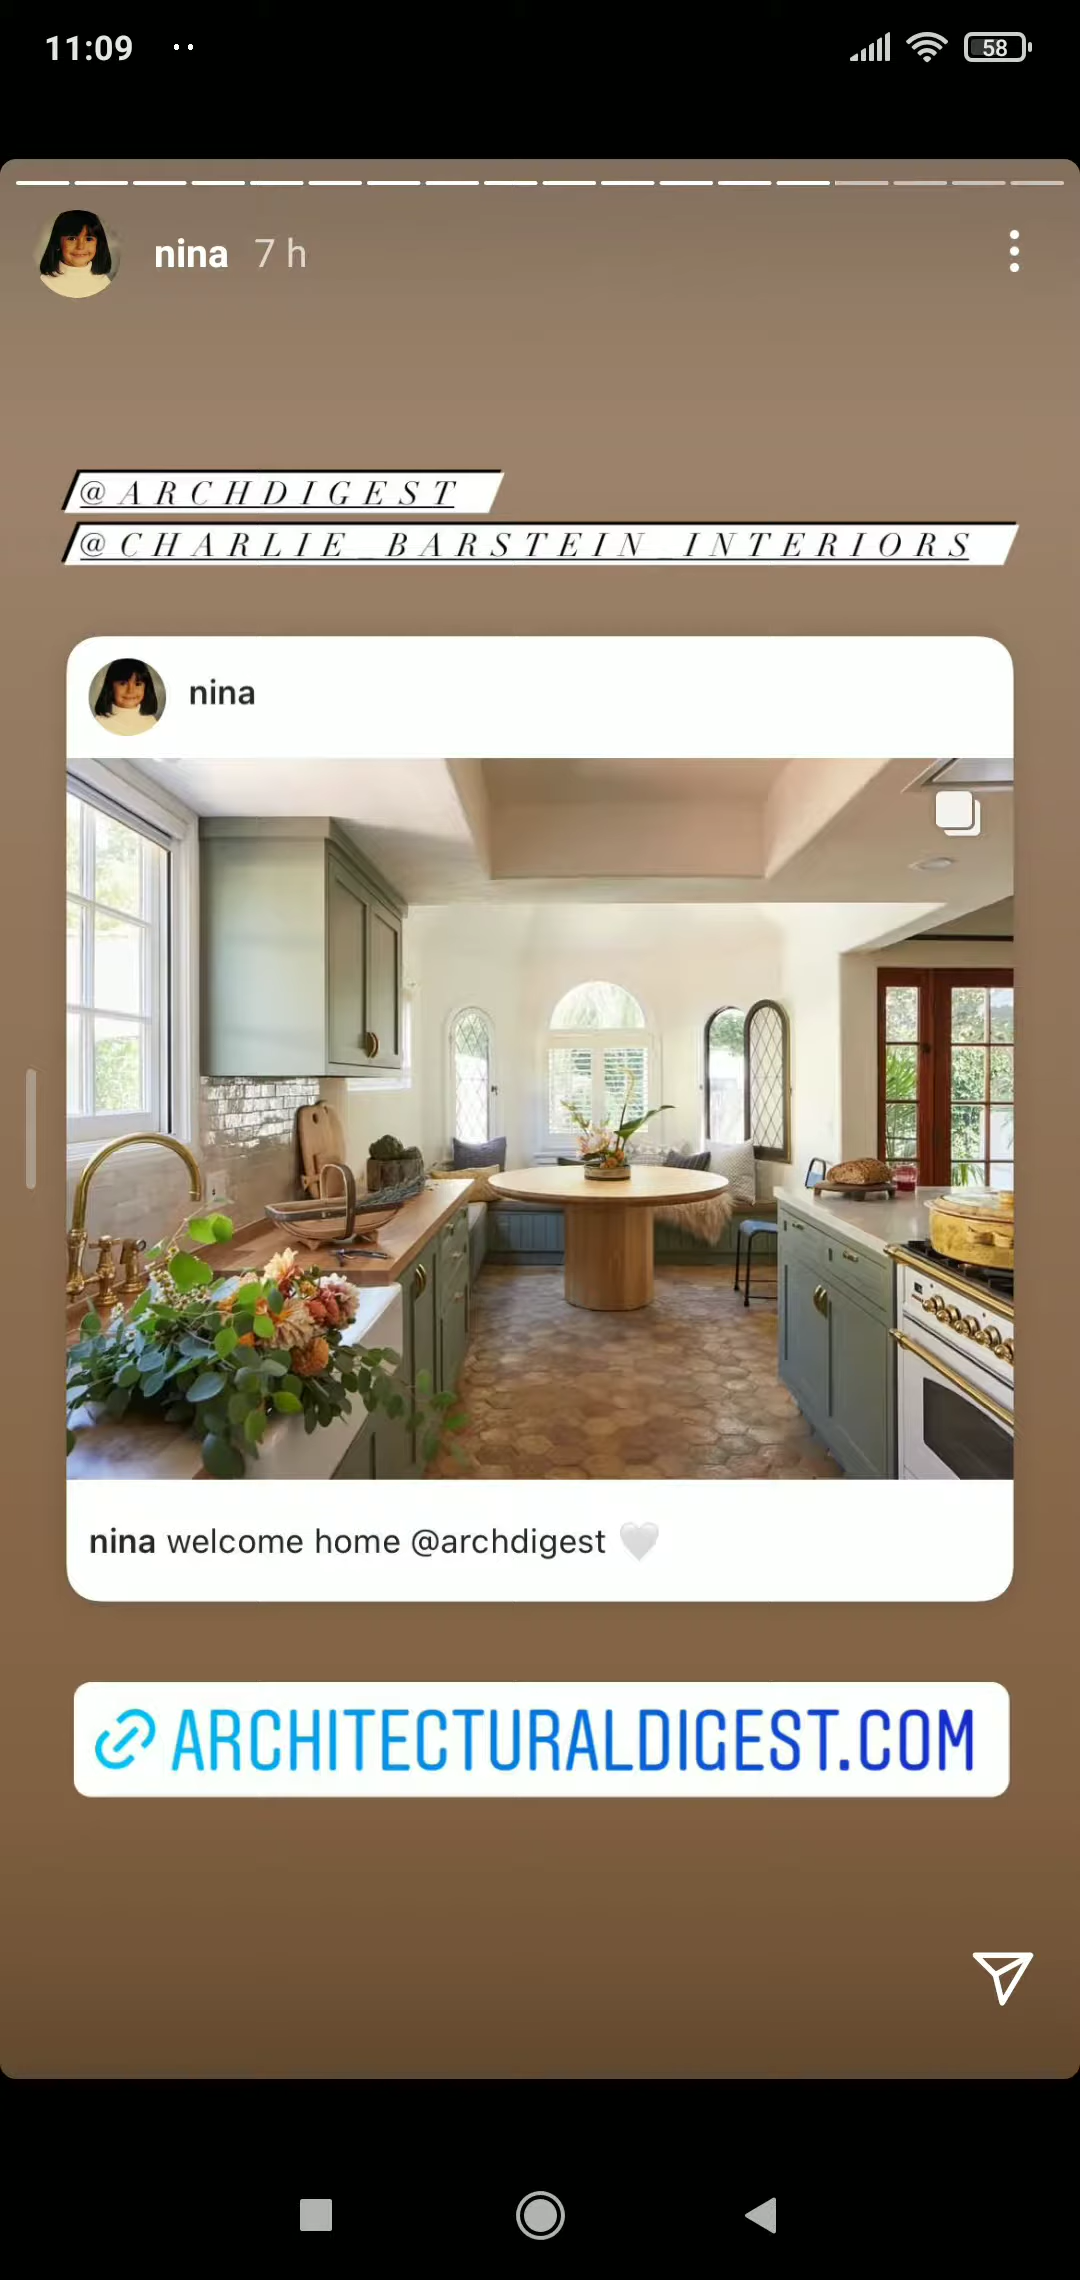 11:09
58
nina 7 h
@ARCHDIGEST
@CHARLIE_BARSTEIN_INTERIORS
nina
nina welcome home @archdigest 🤍
ARCHITECTURALDIGEST.COM